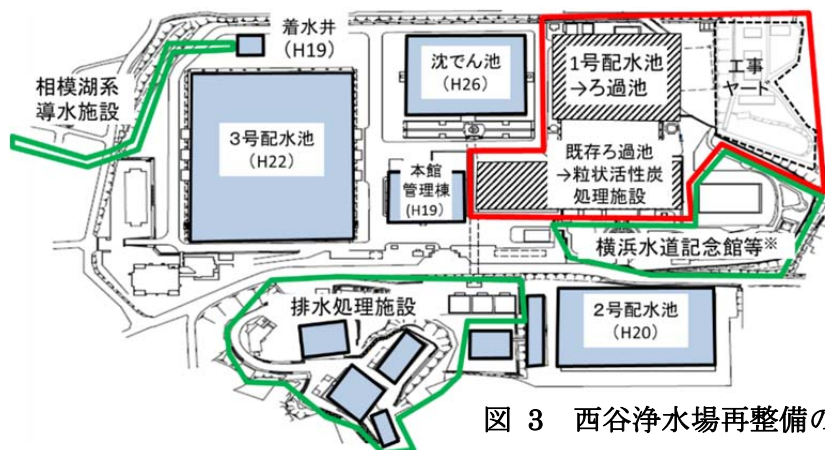 着水井
(H19)
相模湖系
導水施設
3号配水池
(H22)
沈でん池
(H26)
本館
管理棟
(H19)
1号配水池
→ろ過池
工事
ヤード
既存ろ過池
→粒状活性炭
処理施設
横浜水道記念館等※
排水処理施設
2号配水池
(H20)
図 3 西谷浄水場再整備の